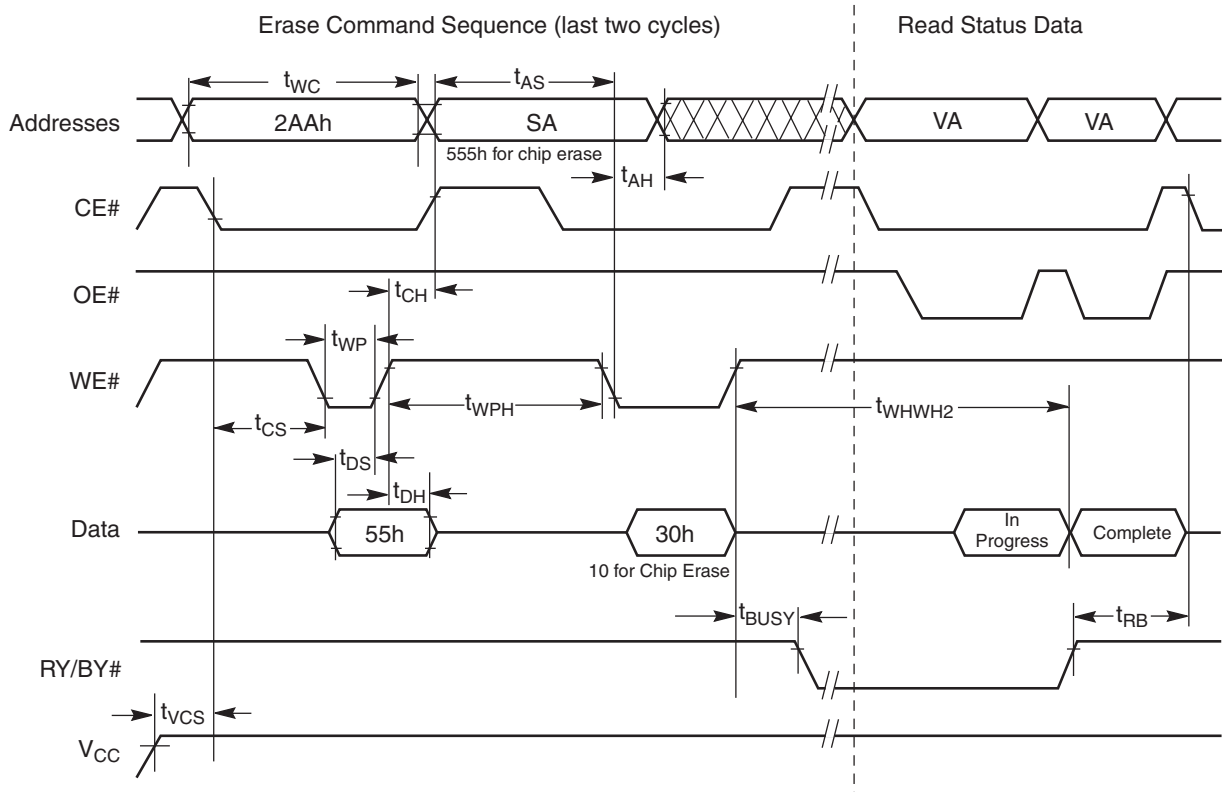 Erase Command Sequence (last two cycles)
Read Status Data
tWC
tAS
Addresses
2AAh
SA
VA
VA
555h for chip erase
tAH
CE#
OE#
tCH
tWP
WE#
tWPH
tWHWH2
tCS
tDS
tDH
Data
55h
30h
In
Progress
Complete
10 for Chip Erase
tBUSY
tRB
RY/BY#
tVCS
VCC